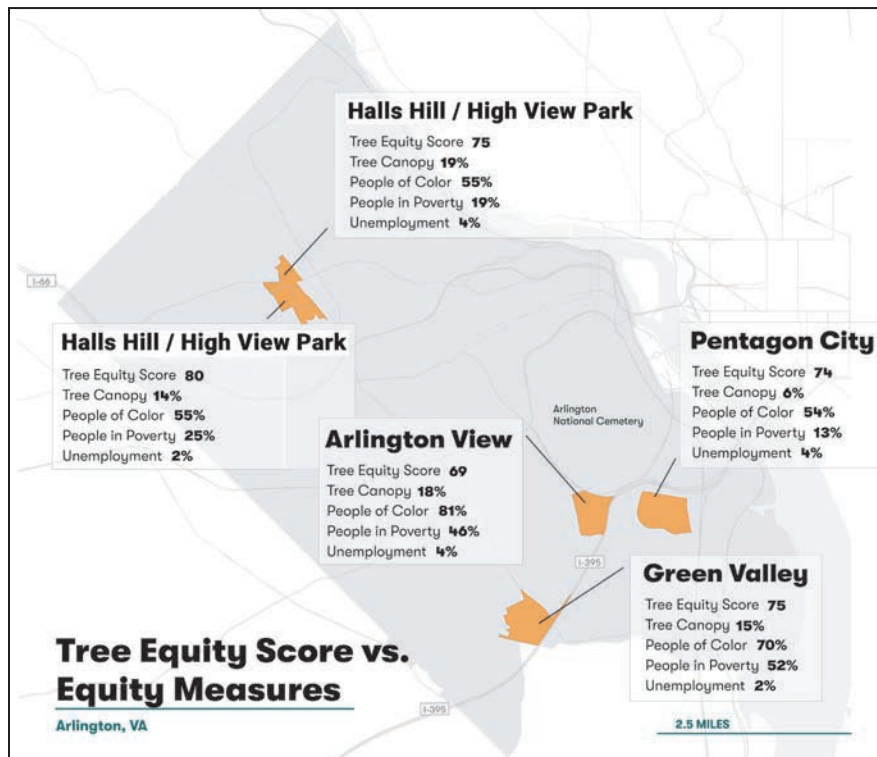 Halls Hill / High View Park
Tree Equity Score 75
Tree Canopy 19%
People of Color 55%
People in Poverty 19%
Unemployment 4%
I-66
Halls Hill / High View Park
Tree Equity Score 80
Tree Canopy 14%
People of Color 55%
People in Poverty 25%
Unemployment 2%
Pentagon City
Tree Equity Score 74
Tree Canopy 6%
People of Color 54%
People in Poverty 13%
Unemployment 4%
Arlington
National Cemetery
Arlington View
Tree Equity Score 69
Tree Canopy 18%
People of Color 81%
People in Poverty 46%
Unemployment 4%
I-395
Green Valley
Tree Equity Score 75
Tree Canopy 15%
People of Color 70%
People in Poverty 52%
Unemployment 2%
Tree Equity Score vs.
Equity Measures
Arlington, VA
I-395
2.5 MILES